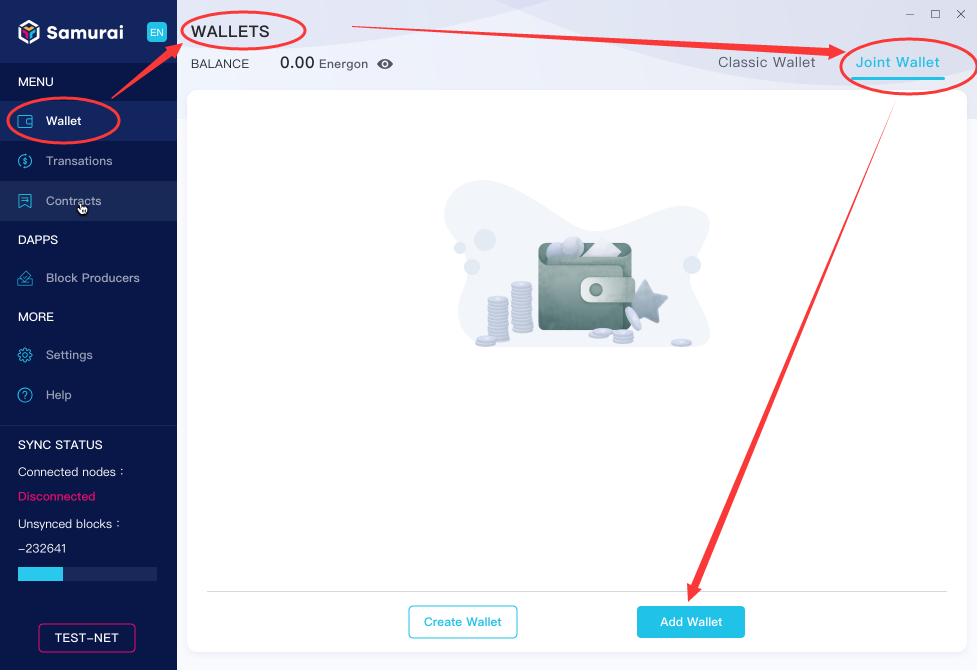 Samurai
EN
MENU
Wallet
Transations
Contracts
DAPPS
Block Producers
MORE
Settings
Help
SYNC STATUS
Connected nodes：
Disconnected
Unsynced blocks：
-232641
TEST-NET
WALLETS
BALANCE 0.00 Energon
Classic Wallet Joint Wallet
Create Wallet Add Wallet